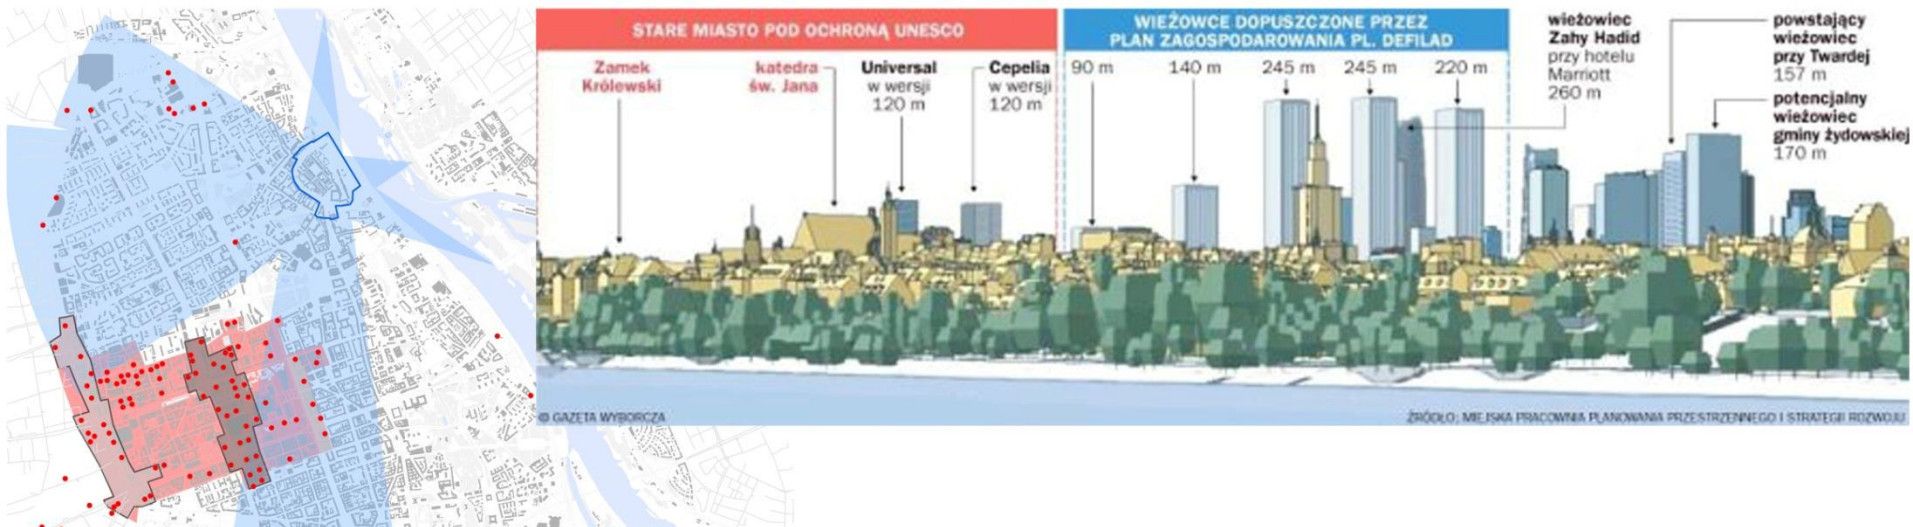 STARE MIASTO POD OCHRONĄ UNESCO
Zamek
Królewski
katedra
św. Jana
Universal
w wersji
120 m
Cepelia
w wersji
120 m
WIEŻOWCE DOPUSZCZONE PRZEZ
PLAN ZAGOSPODAROWANIA PL. DEFILAD
90 m
140 m
245 m
245 m
220 m
wieżowiec
Zahy Hadid
przy hotelu
Marriott
260 m
powstający
wieżowiec
przy Twardej
157 m
potencjalny
wieżowiec
gminy żydowskiej
170 m
© GAZETA WYBORCZA
ŹRÓDŁO: MIEJSKA PRACOWNIA PLANOWANIA PRZESTRZENNEGO I STRATEGII ROZWOJU